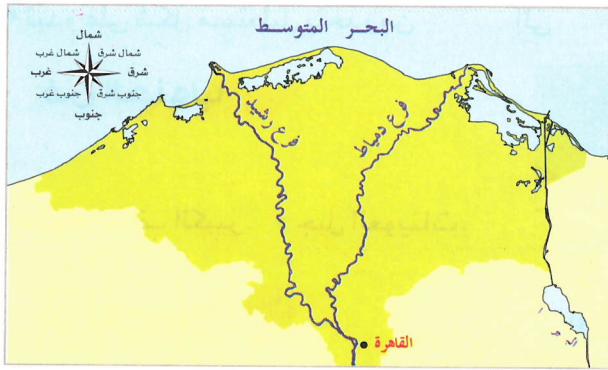 البحر المتوسط
شمال
شمال شرق
شمال غرب
شرق
غرب
جنوب شرق
جنوب غرب
جنوب
فرع رشيد
فرع دمياط
القاهرة